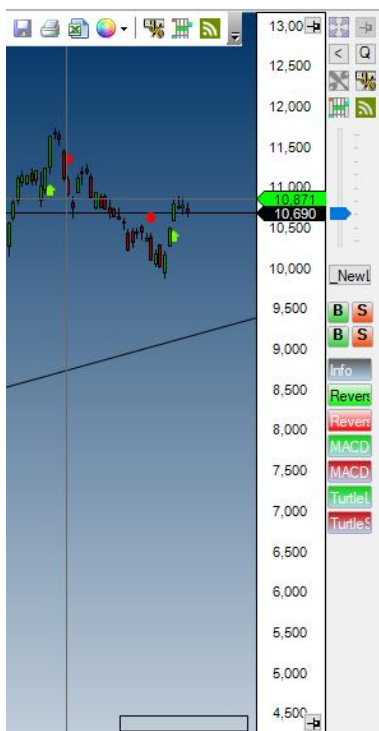 13,00
12,500
12,000
11,500
11,000
10,871
10,690
10,500
10,000
9,500
9,000
8,500
8,000
7,500
7,000
6,500
6,000
5,500
5,000
4,500
< Q
_NewL
B S
B S
Info
Revers
Revers
MACD
MACD
TurtleL
TurtleS